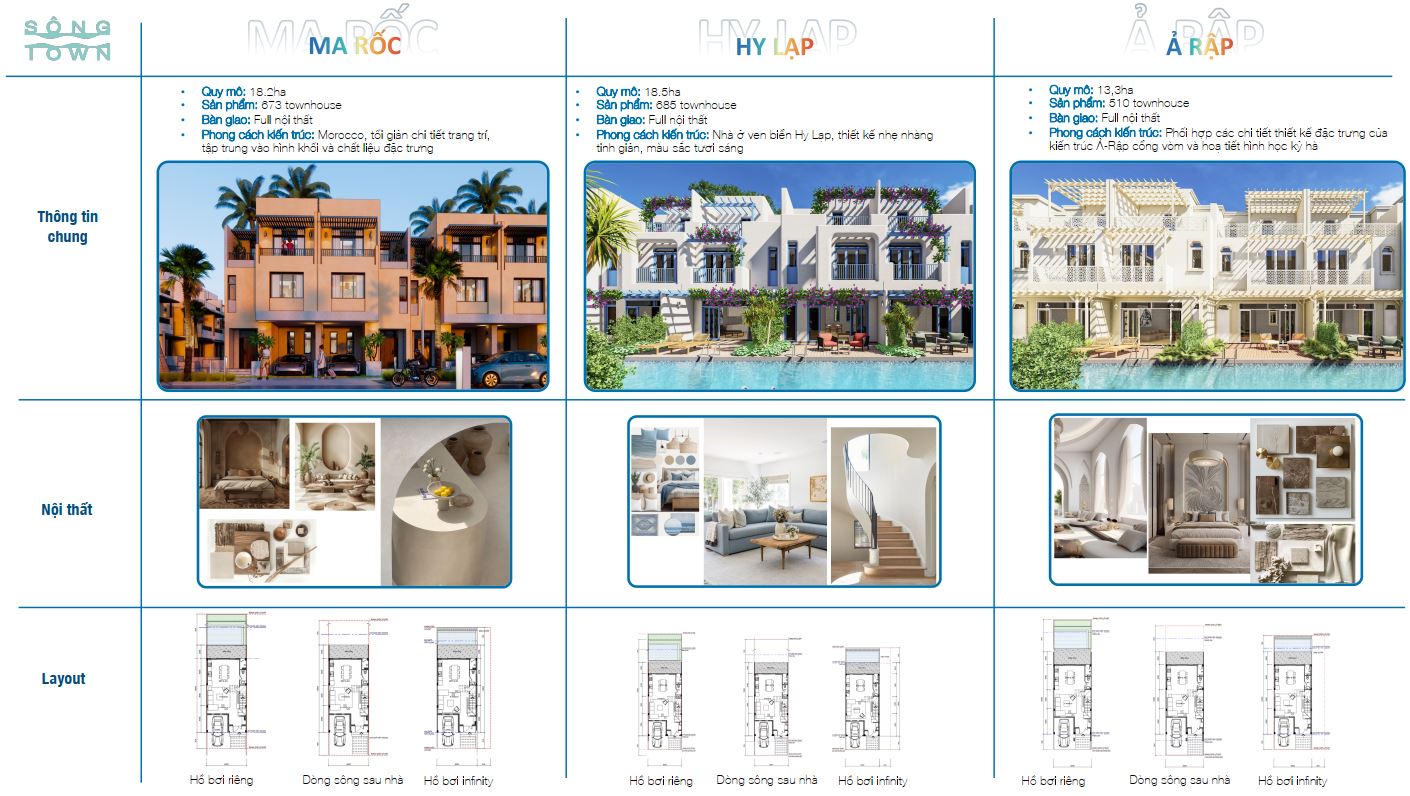 SÔNG
TOWN
MA RỐC
MA RỐC
HY LẠP
HY LẠP
Ả RẬP
Ả RẬP
Thông tin
chung
• Quy mô: 18.2ha
• Sản phẩm: 673 townhouse
• Bàn giao: Full nội thất
• Phong cách kiến trúc: Morocco, tối giản chi tiết trang trí,
tập trung vào hình khối và chất liệu đặc trưng
• Quy mô: 18.5ha
• Sản phẩm: 685 townhouse
• Bàn giao: Full nội thất
• Phong cách kiến trúc: Nhà ở ven biển Hy Lạp, thiết kế nhẹ nhàng
tinh giản, màu sắc tươi sáng
• Quy mô: 13,3ha
• Sản phẩm: 510 townhouse
• Bàn giao: Full nội thất
• Phong cách kiến trúc: Phối hợp các chi tiết thiết kế đặc trưng của
kiến trúc Ả-Rập cổng vòm và hoạ tiết hình học kỷ hà
Nội thất
Layout
Hồ bơi riêng
Dòng sông sau nhà
Hồ bơi infinity
Hồ bơi riêng
Dòng sông sau nhà
Hồ bơi infinity
Hồ bơi riêng
Dòng sông sau nhà
Hồ bơi infinity